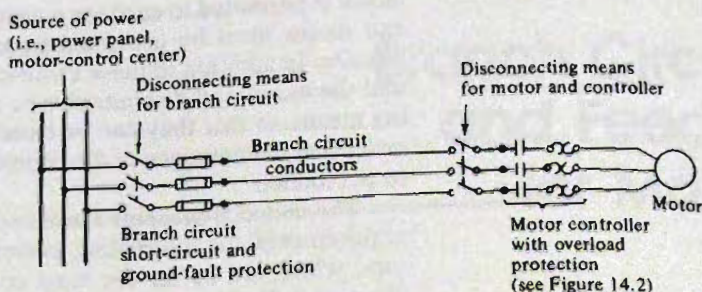 Source of power
(i.e., power panel,
motor-control center)
Disconnecting means
for branch circuit
Disconnecting means
for motor and controller
Branch circuit
conductors
Motor
Branch circuit
short-circuit and
ground-fault protection
Motor controller
with overload
protection
(see Figure 14.2)